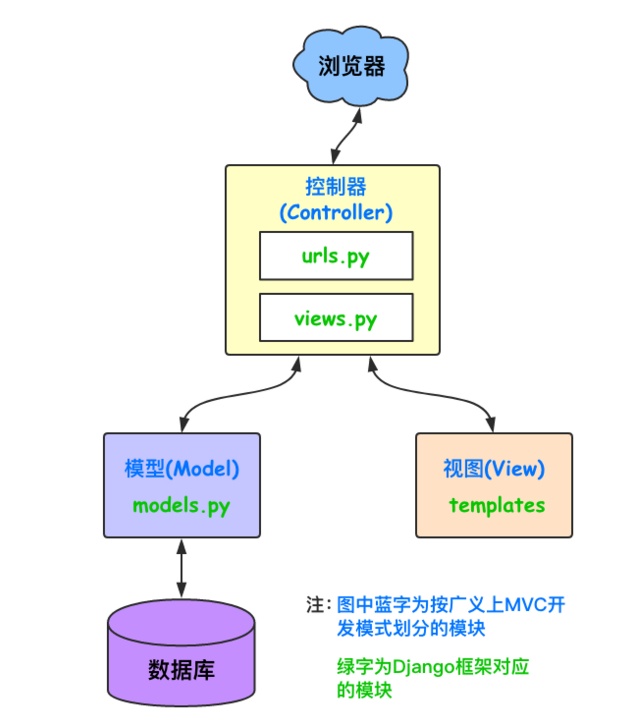 浏览器
控制器
(Controller)
urls.py
views.py
模型(Model)
models.py
视图(View)
templates
数据库
注：图中蓝字为按广义上MVC开
发模式划分的模块
绿字为Django框架对应
的模块